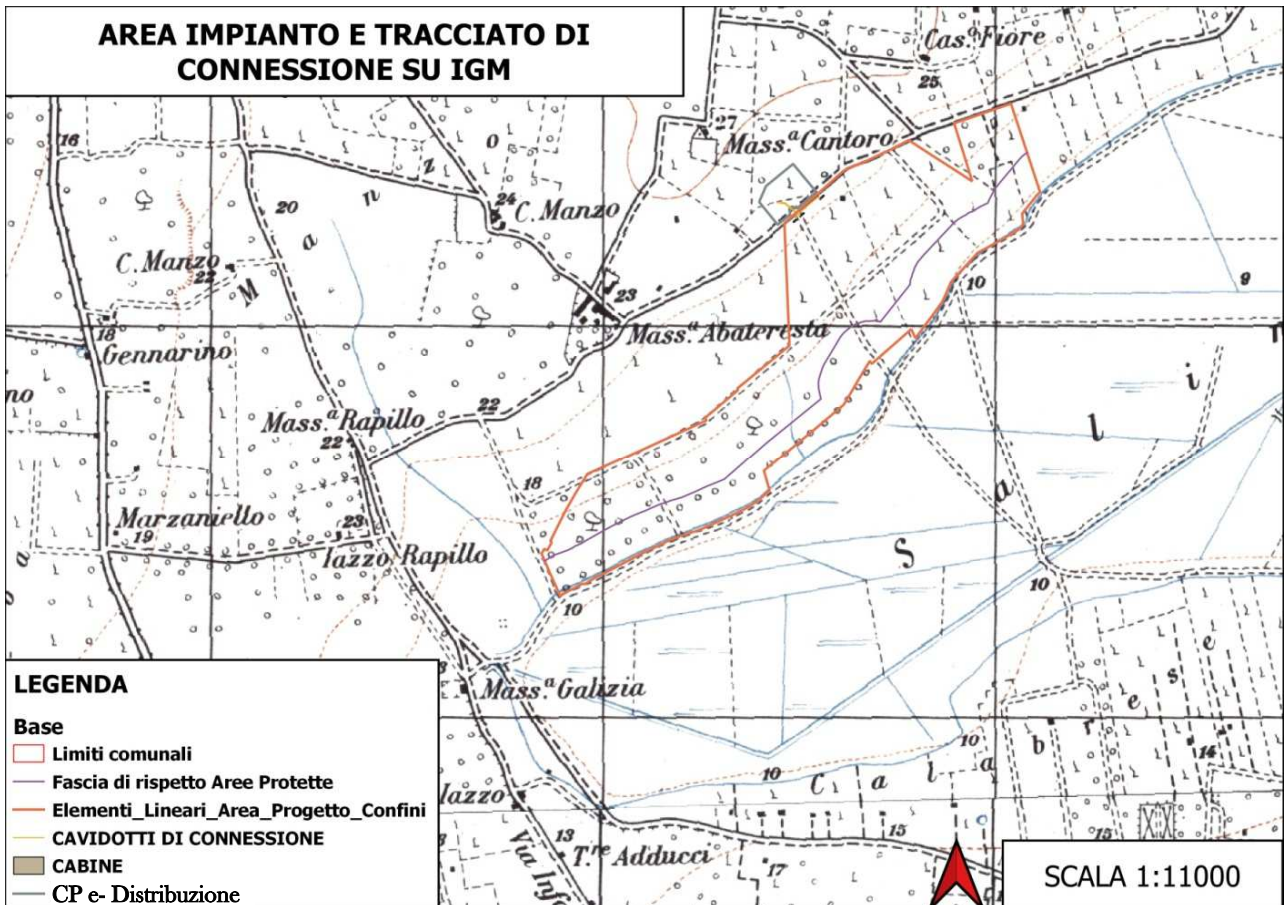 AREA IMPIANTO E TRACCIATO DI
CONNESSIONE SU IGM
Cas.ª Fiore
25
16
27
Mass.ª Cantoro
24
C. Manzo
20
M a n z o
C. Manzo
22
10
9
23
Mass.ª Abateresta
18
Gennarino
no
22
Mass.ª Rapillo
22
18
S a l i
Marzaniello
19
23
Iazzo Rapillo
10
10
Mass.ª Galizia
10
C a l a b r e s e
10
14
Iazzo
15
15
13
T.re Adducci
17
Via Inf
LEGENDA
Base
Limiti comunali
Fascia di rispetto Aree Protette
Elementi_Lineari_Area_Progetto_Confini
CAVIDOTTI DI CONNESSIONE
CABINE
CP e- Distribuzione
SCALA 1:11000